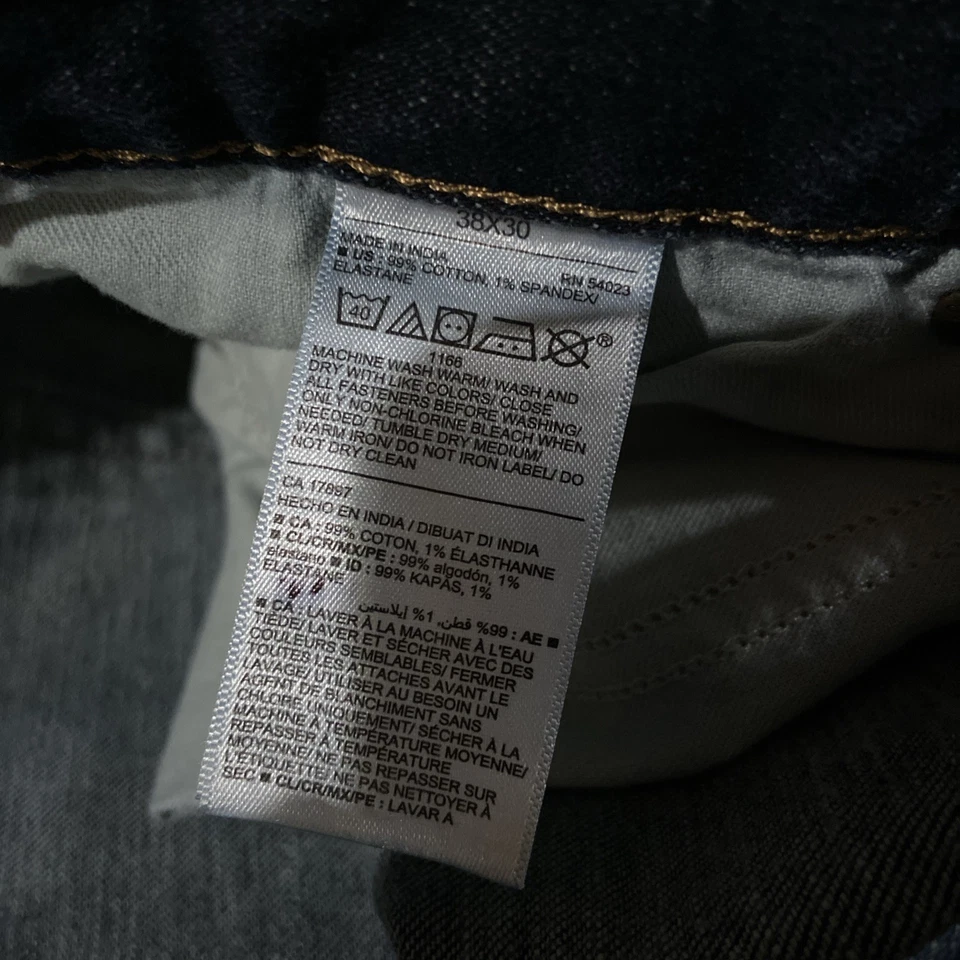 38X30
MADE IN INDIA RN 54023
■ US : 99% COTTON, 1% SPANDEX/
ELASTANE
40 ®
1166
MACHINE WASH WARM/ WASH AND
DRY WITH LIKE COLORS/ CLOSE
ALL FASTENERS BEFORE WASHING/
ONLY NON-CHLORINE BLEACH WHEN
NEEDED/ TUMBLE DRY MEDIUM/
WARM IRON/ DO NOT IRON LABEL/ DO
NOT DRY CLEAN
CA 17897
HECHO EN INDIA / DIBUAT DI INDIA
■ CA : 99% COTON, 1% ÉLASTHANNE
■ CL/CR/MX/PE : 99% algodón, 1%
elastano ■ ID : 99% KAPAS, 1%
ELASTANE
■ AE : 99% قطن, 1% إيلاستين
■ CA : LAVER À LA MACHINE À L'EAU
TIÈDE/ LAVER ET SÉCHER AVEC DES
COULEURS SEMBLABLES/ FERMER
TOUTES LES ATTACHES AVANT LE
LAVAGE/ UTILISER AU BESOIN UN
AGENT DE BLANCHIMENT SANS
CHLORE UNIQUEMENT/ SÉCHER À LA
MACHINE À TEMPÉRATURE MOYENNE/
REPASSER À TEMPÉRATURE
MOYENNE/ NE PAS REPASSER SUR
L'ÉTIQUETTE/ NE PAS NETTOYER À
SEC ■ CL/CR/MX/PE : LAVAR A